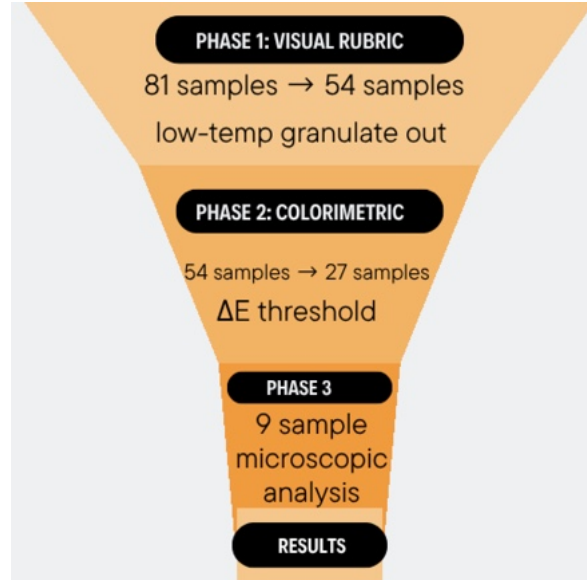 PHASE 1: VISUAL RUBRIC
81 samples → 54 samples
low-temp granulate out
PHASE 2: COLORIMETRIC
54 samples → 27 samples
ΔE threshold
PHASE 3
9 sample
microscopic
analysis
RESULTS